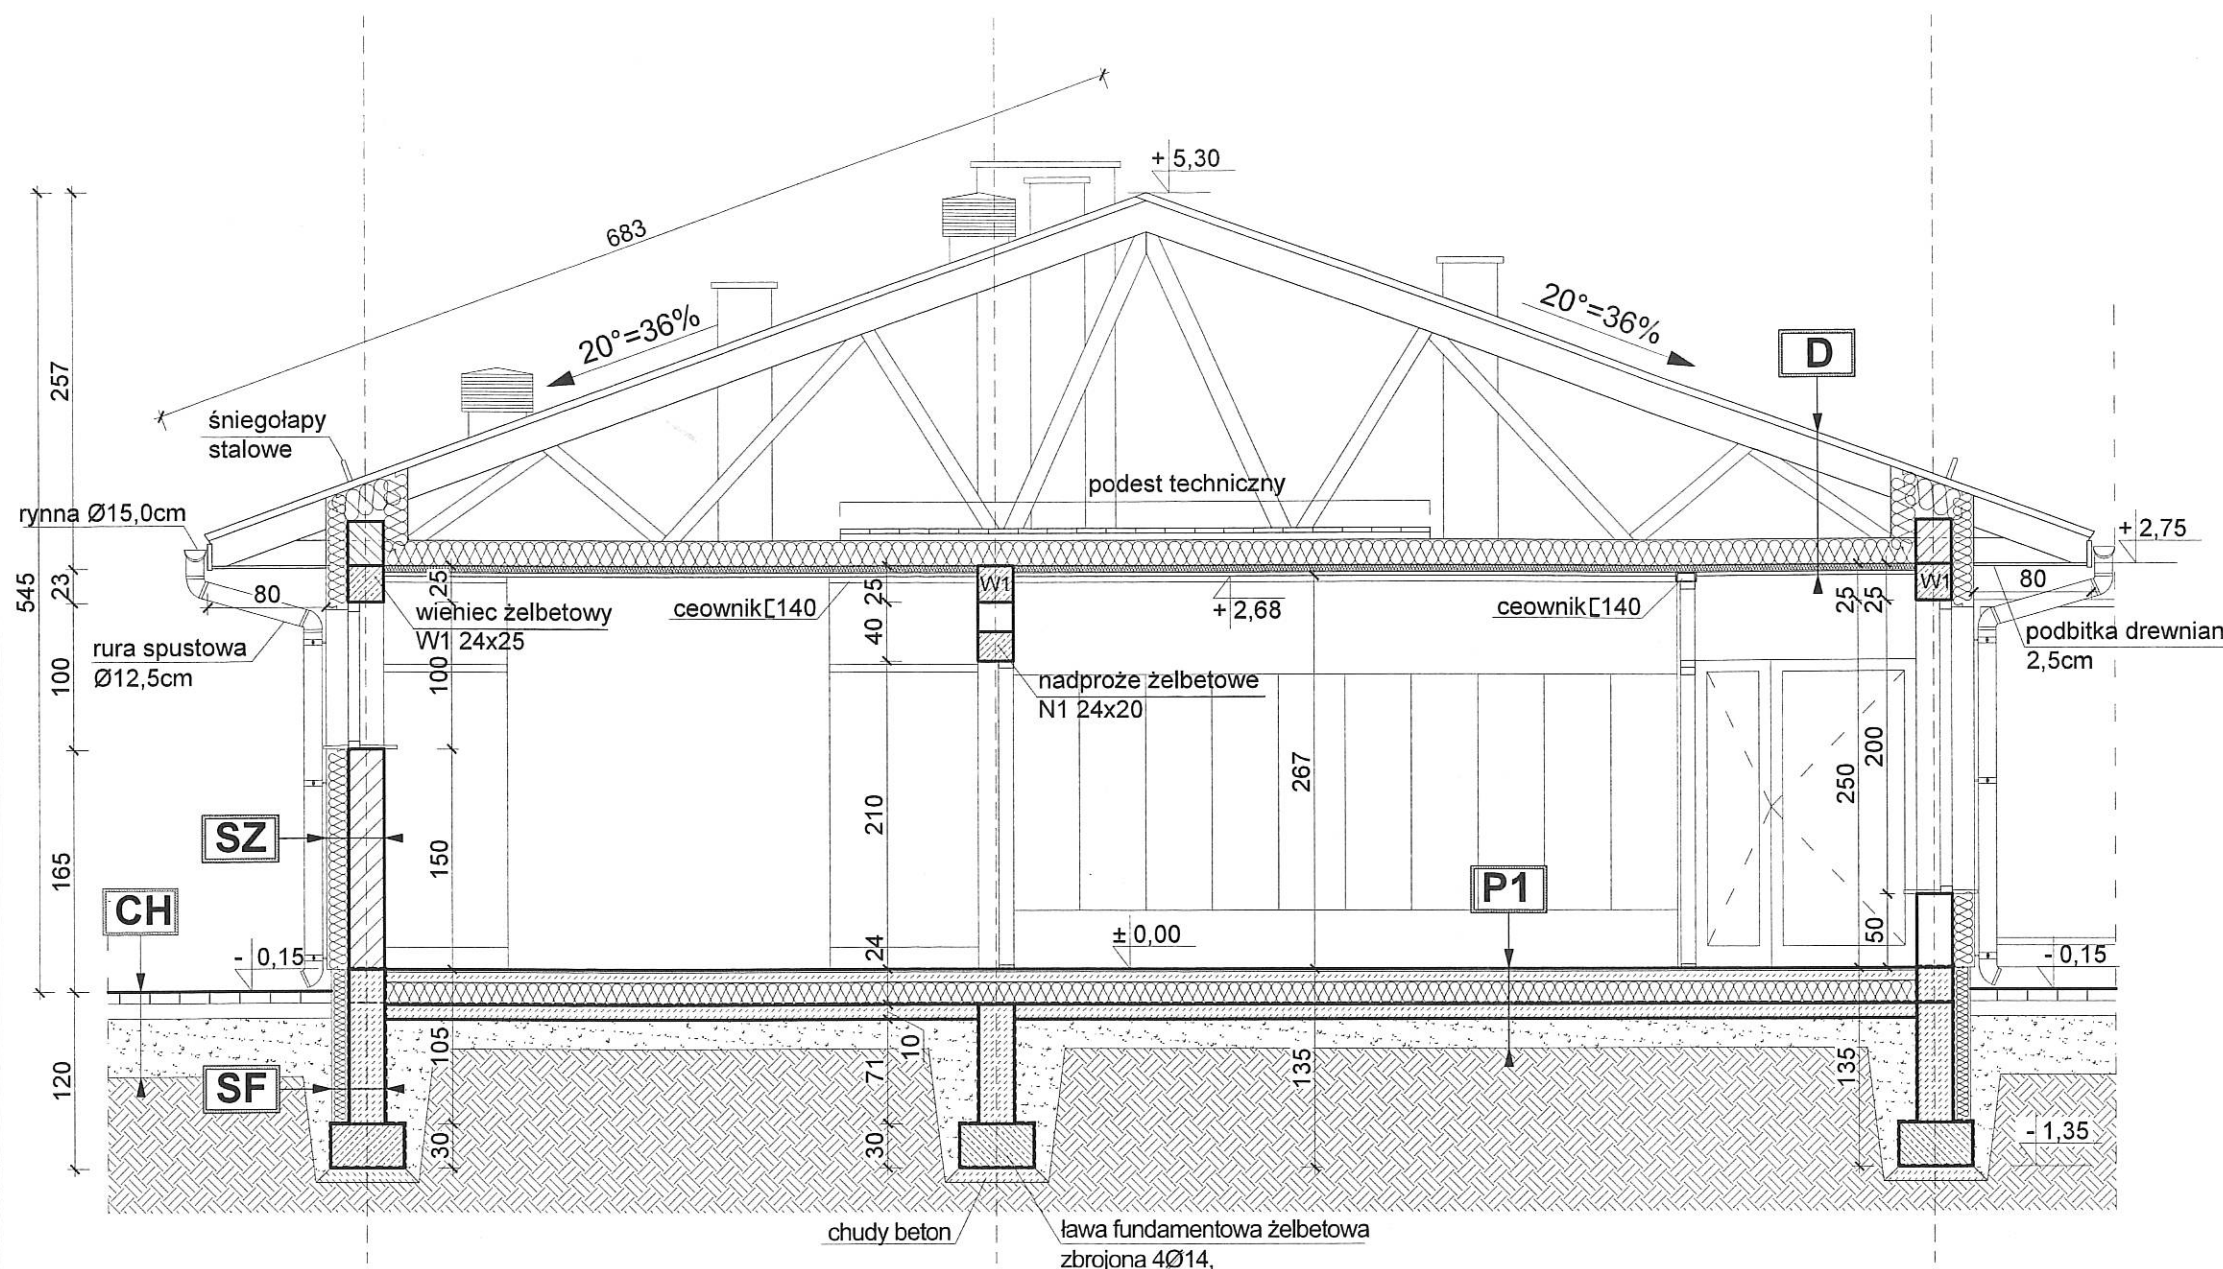 + 5,30
683
20°=36%
20°=36%
D
257
śniegołapy
stalowe
podest techniczny
rynna Ø15,0cm
+ 2,75
545
23
80
25
wieniec żelbetowy
W1 24x25
ceownik[140
25
W1
+ 2,68
ceownik[140
25
25
W1
80
rura spustowa
Ø12,5cm
podbitka drewnian
2,5cm
100
100
40
nadproże żelbetowe
N1 24x20
267
200
250
210
SZ
150
165
P1
CH
- 0,15
24
± 0,00
50
- 0,15
105
10
120
SF
71
135
135
30
30
- 1,35
chudy beton
ława fundamentowa żelbetowa
zbrojona 4Ø14,